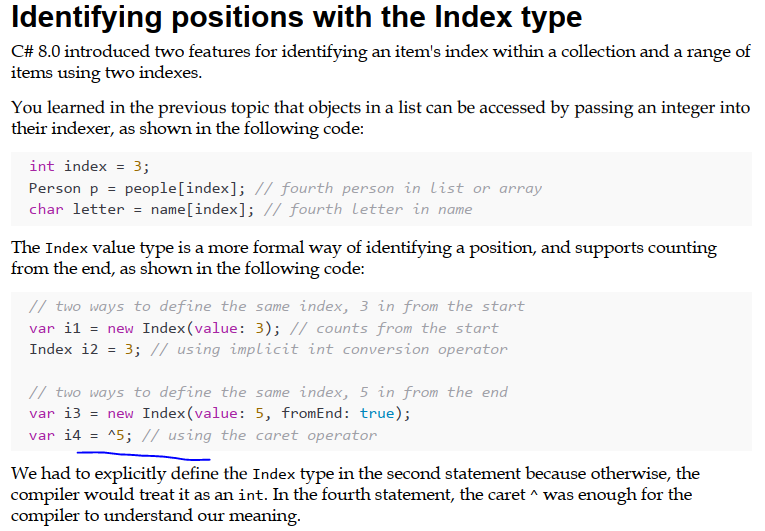 Identifying positions with the Index type
C# 8.0 introduced two features for identifying an item's index within a collection and a range of
items using two indexes.
You learned in the previous topic that objects in a list can be accessed by passing an integer into
their indexer, as shown in the following code:
int index = 3;
Person p = people[index]; // fourth person in list or array
char letter = name[index]; // fourth letter in name
The Index value type is a more formal way of identifying a position, and supports counting
from the end, as shown in the following code:
// two ways to define the same index, 3 in from the start
var i1 = new Index(value: 3); // counts from the start
Index i2 = 3; // using implicit int conversion operator
// two ways to define the same index, 5 in from the end
var i3 = new Index(value: 5, fromEnd: true);
var i4 = ^5; // using the caret operator
We had to explicitly define the Index type in the second statement because otherwise, the
compiler would treat it as an int. In the fourth statement, the caret ^ was enough for the
compiler to understand our meaning.